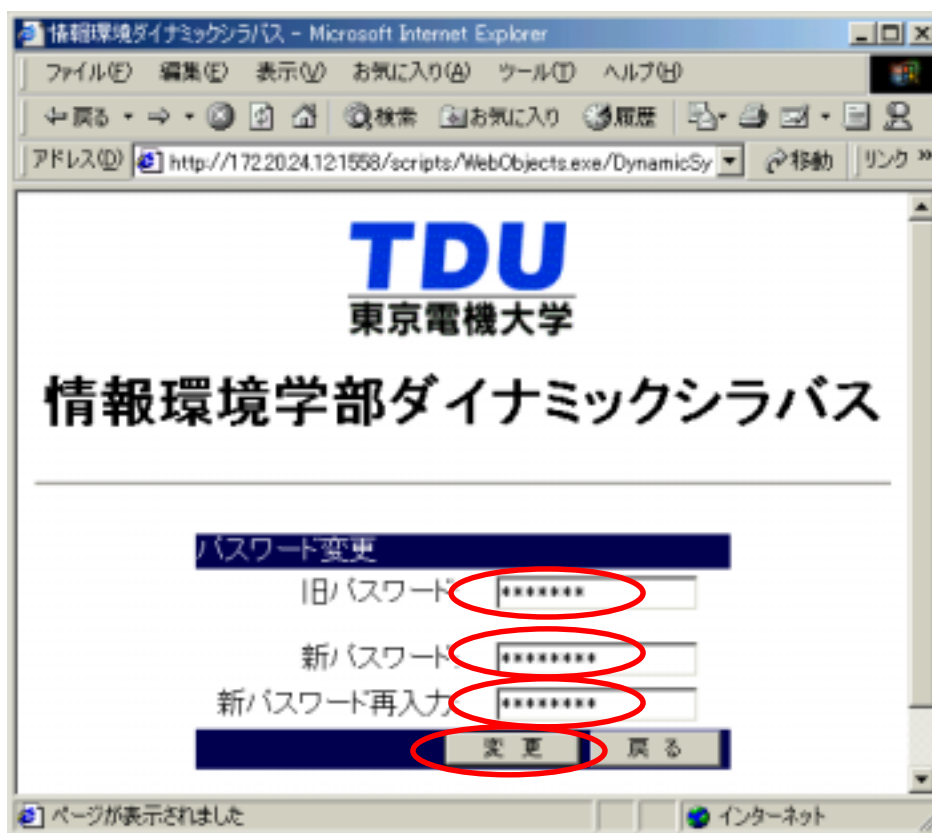 情報環境ダイナミックシラバス - Microsoft Internet Explorer
ファイル(F) 編集(E) 表示(V) お気に入り(A) ツール(T) ヘルプ(H)
戻る 検索 お気に入り 履歴
アドレス(D) http://172.20.24.12:1558/scripts/WebObjects.exe/DynamicSy 移動 リンク »
TDU
東京電機大学
情報環境学部ダイナミックシラバス
パスワード変更
旧パスワード *******
新パスワード: ********
新パスワード再入力: ********
変 更 戻 る
ページが表示されました インターネット